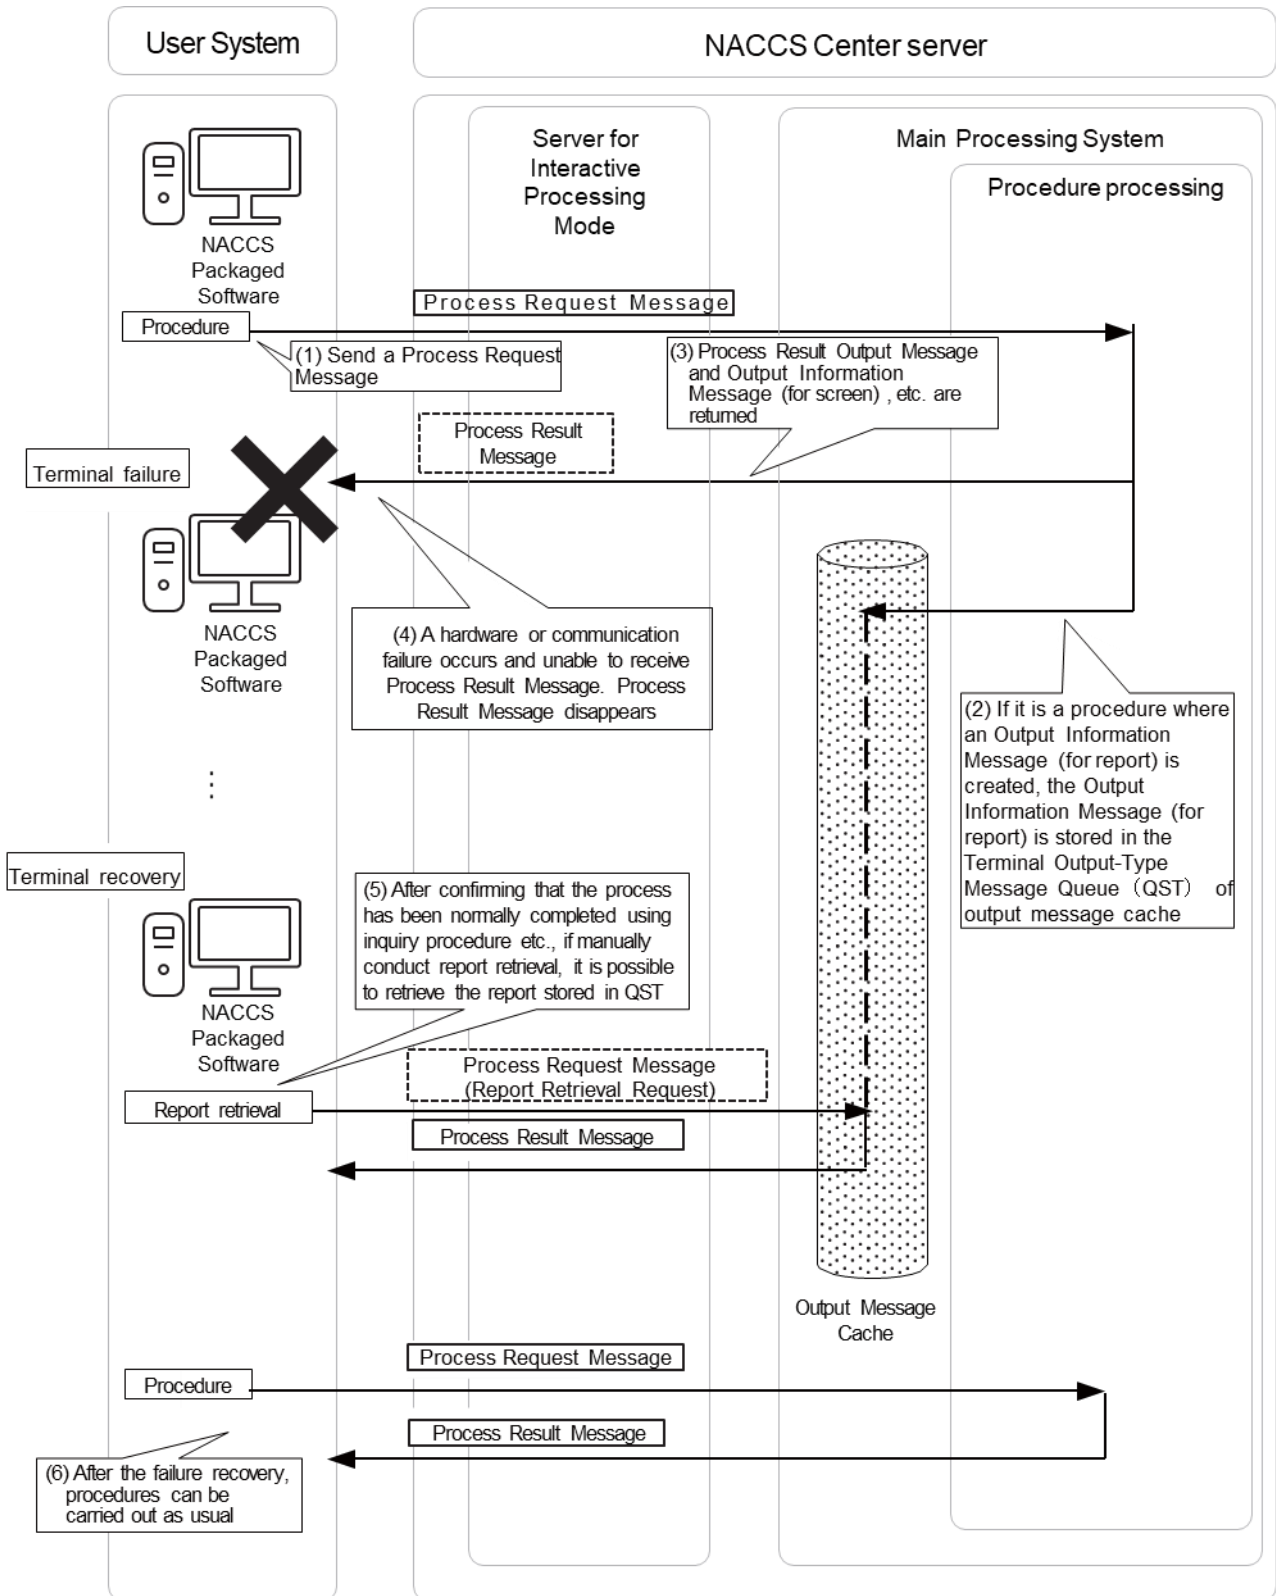 User System
NACCS Center server
Server for
Interactive
Processing
Mode
Main Processing System
Procedure processing
NACCS
Packaged
Software
Process Request Message
Procedure
(1) Send a Process Request
Message
(3) Process Result Output Message
and Output Information
Message (for screen) , etc. are
returned
Process Result
Message
Terminal failure
NACCS
Packaged
Software
(4) A hardware or communication
failure occurs and unable to receive
Process Result Message. Process
Result Message disappears
(2) If it is a procedure where
an Output Information
Message (for report) is
created, the Output
Information Message (for
report) is stored in the
Terminal Output-Type
Message Queue（QST） of
output message cache
⋮
Terminal recovery
(5) After confirming that the process
has been normally completed using
inquiry procedure etc., if manually
conduct report retrieval, it is possible
to retrieve the report stored in QST
NACCS
Packaged
Software
Process Request Message
(Report Retrieval Request)
Report retrieval
Process Result Message
Output Message
Cache
Process Request Message
Procedure
Process Result Message
(6) After the failure recovery,
procedures can be
carried out as usual